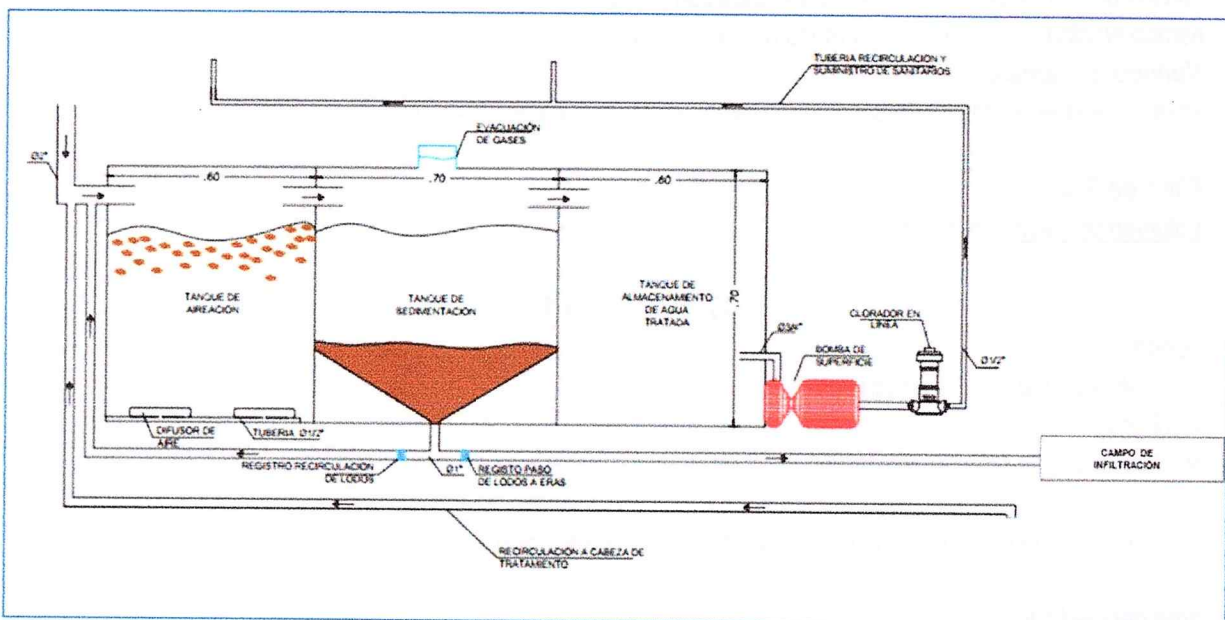 TUBERIA RECIRCULACION Y
SUMINISTRO DE SANITARIOS
EVACUACIÓN
DE GASES
Ø2"
.60
.70
.60
TANQUE DE
AIREACIÓN
TANQUE DE
SEDIMENTACIÓN
TANQUE DE
ALMACENAMIENTO
DE AGUA
TRATADA
.70
Ø3/4"
BOMBA DE
SUPERFICIE
CLORADOR EN
LINEA
Ø1/2"
DIFUSOR DE
AIRE
TUBERIA Ø1/2"
REGISTRO RECIRCULACIÓN
DE LODOS
Ø1"
REGISTO PASO
DE LODOS A ERAS
CAMPO DE
INFILTRACIÓN
RECIRCULACIÓN A CABEZA DE
TRATAMIENTO